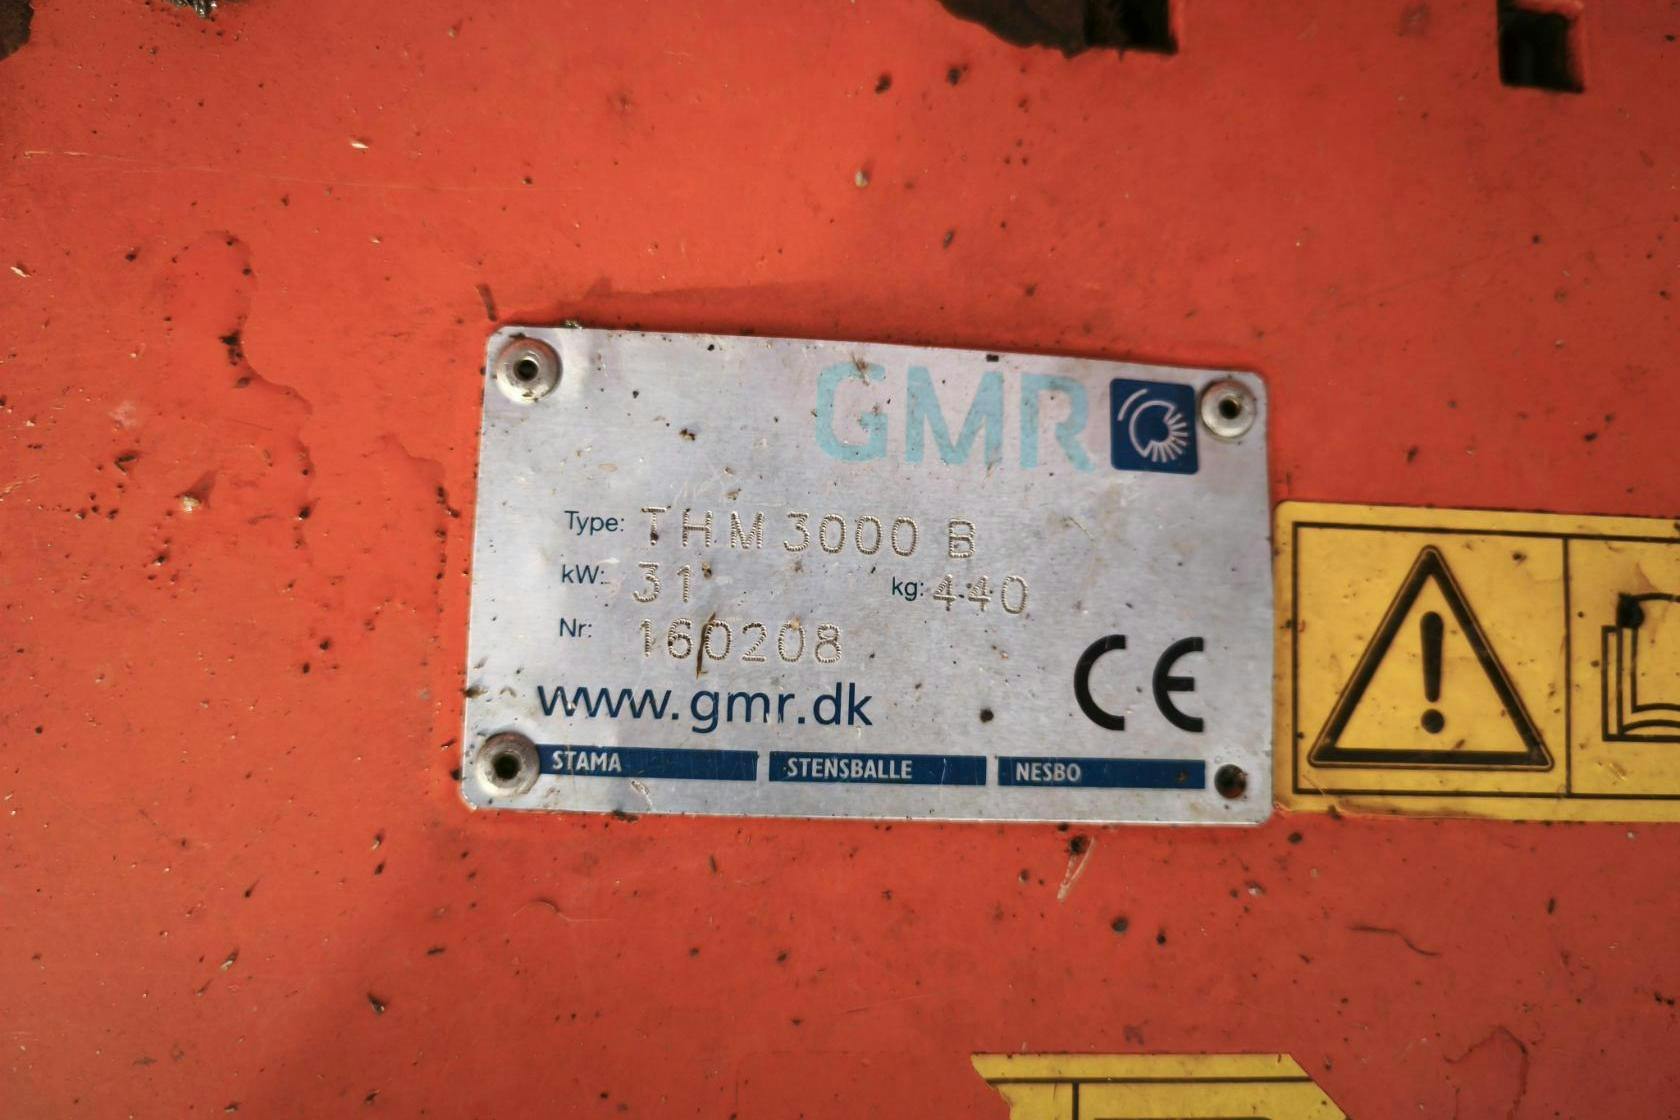 GMR
Type: THM 3000 B
kW: 31 kg: 440
Nr: 160208
www.gmr.dk
CE
STAMA STENSBALLE NESBO